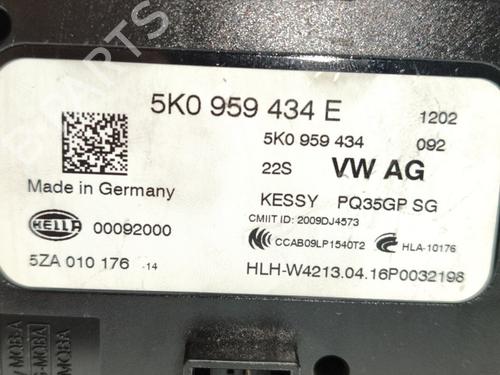 5K0 959 434 E 1202
5K0 959 434 092
22S VW AG
Made in Germany
KESSY PQ35GP SG
CMIIT ID: 2009DJ4573
HELLA 00092000
CCAB09LP1540T2 HLA-10176
5ZA 010 176 -14
HLH-W4213.04.16P0032198
B-PARTS